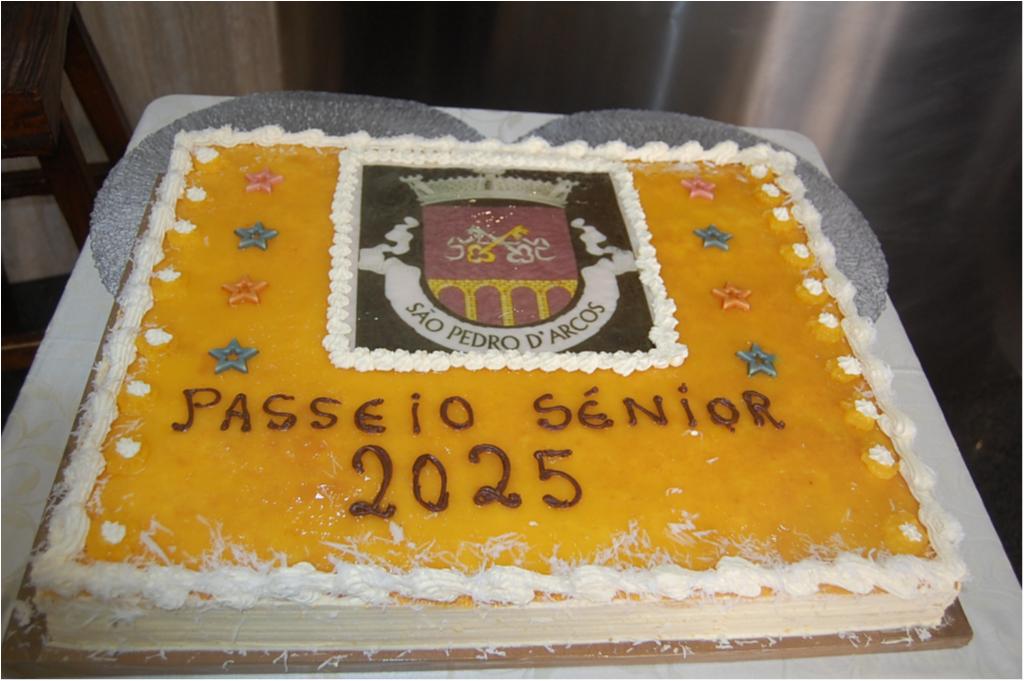 SÃO PEDRO D'ARCOS
PASSEIO SÉNIOR
2025